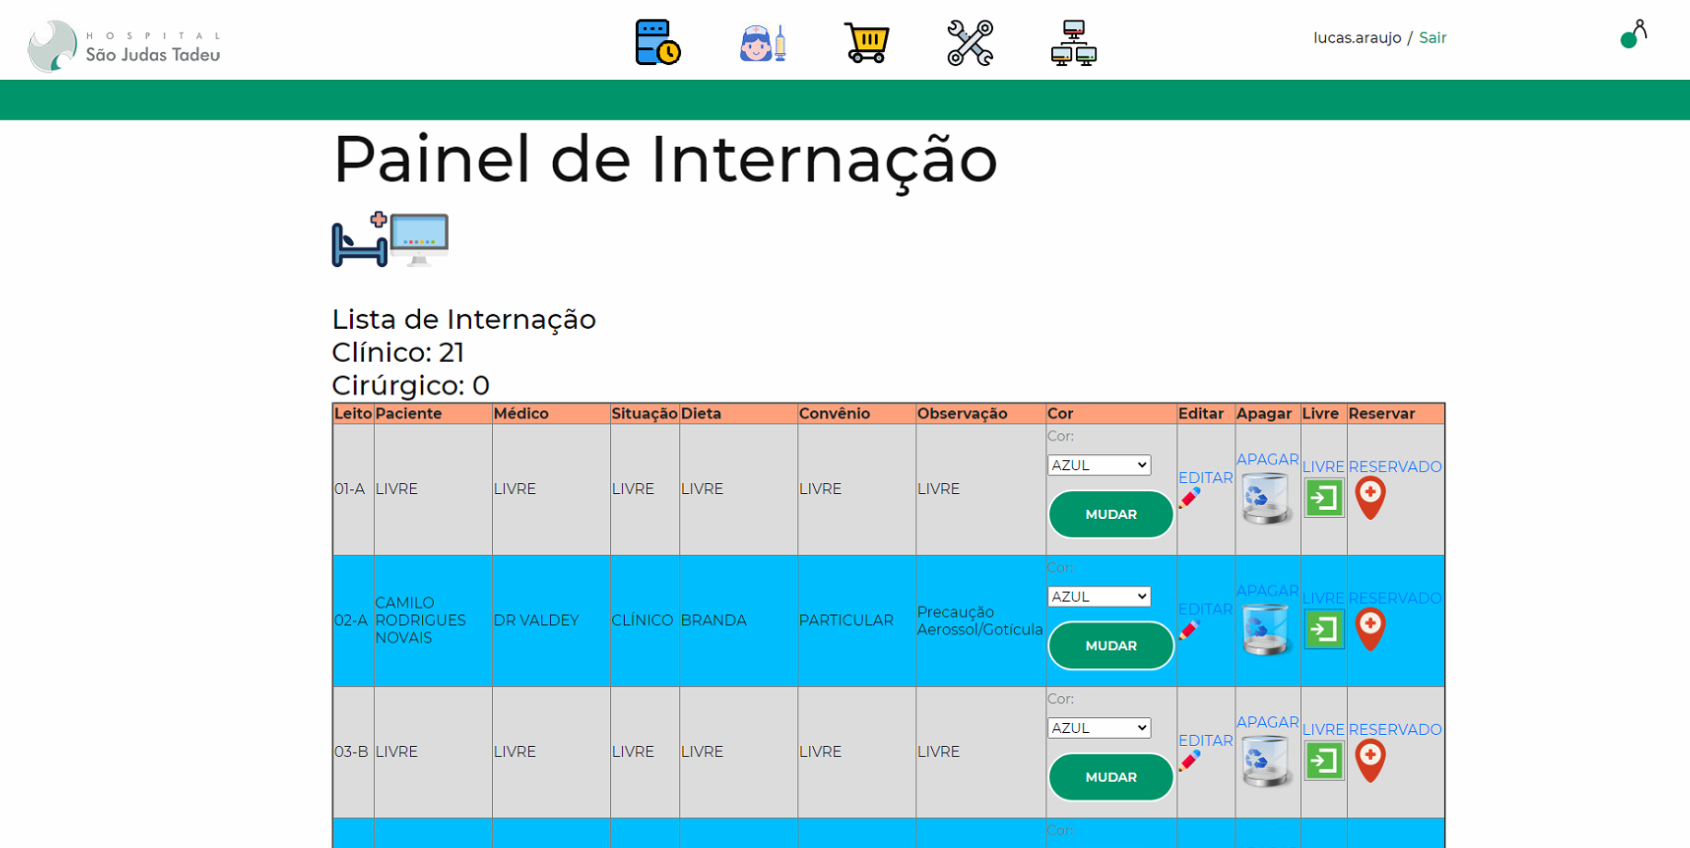 HOSPITAL
São Judas Tadeu
lucas.araujo / Sair
Painel de Internação
Lista de Internação
Clínico: 21
Cirúrgico: 0
Leito Paciente Médico Situação Dieta Convênio Observação Cor Editar Apagar Livre Reservar
Cor:
01-A LIVRE LIVRE LIVRE LIVRE LIVRE LIVRE AZUL EDITAR APAGAR LIVRE RESERVADO
MUDAR
Cor:
02-A CAMILO RODRIGUES NOVAIS DR VALDEY CLÍNICO BRANDA PARTICULAR Precaução Aerossol/Gotícula AZUL EDITAR APAGAR LIVRE RESERVADO
MUDAR
Cor:
03-B LIVRE LIVRE LIVRE LIVRE LIVRE LIVRE AZUL EDITAR APAGAR LIVRE RESERVADO
MUDAR
Cor: